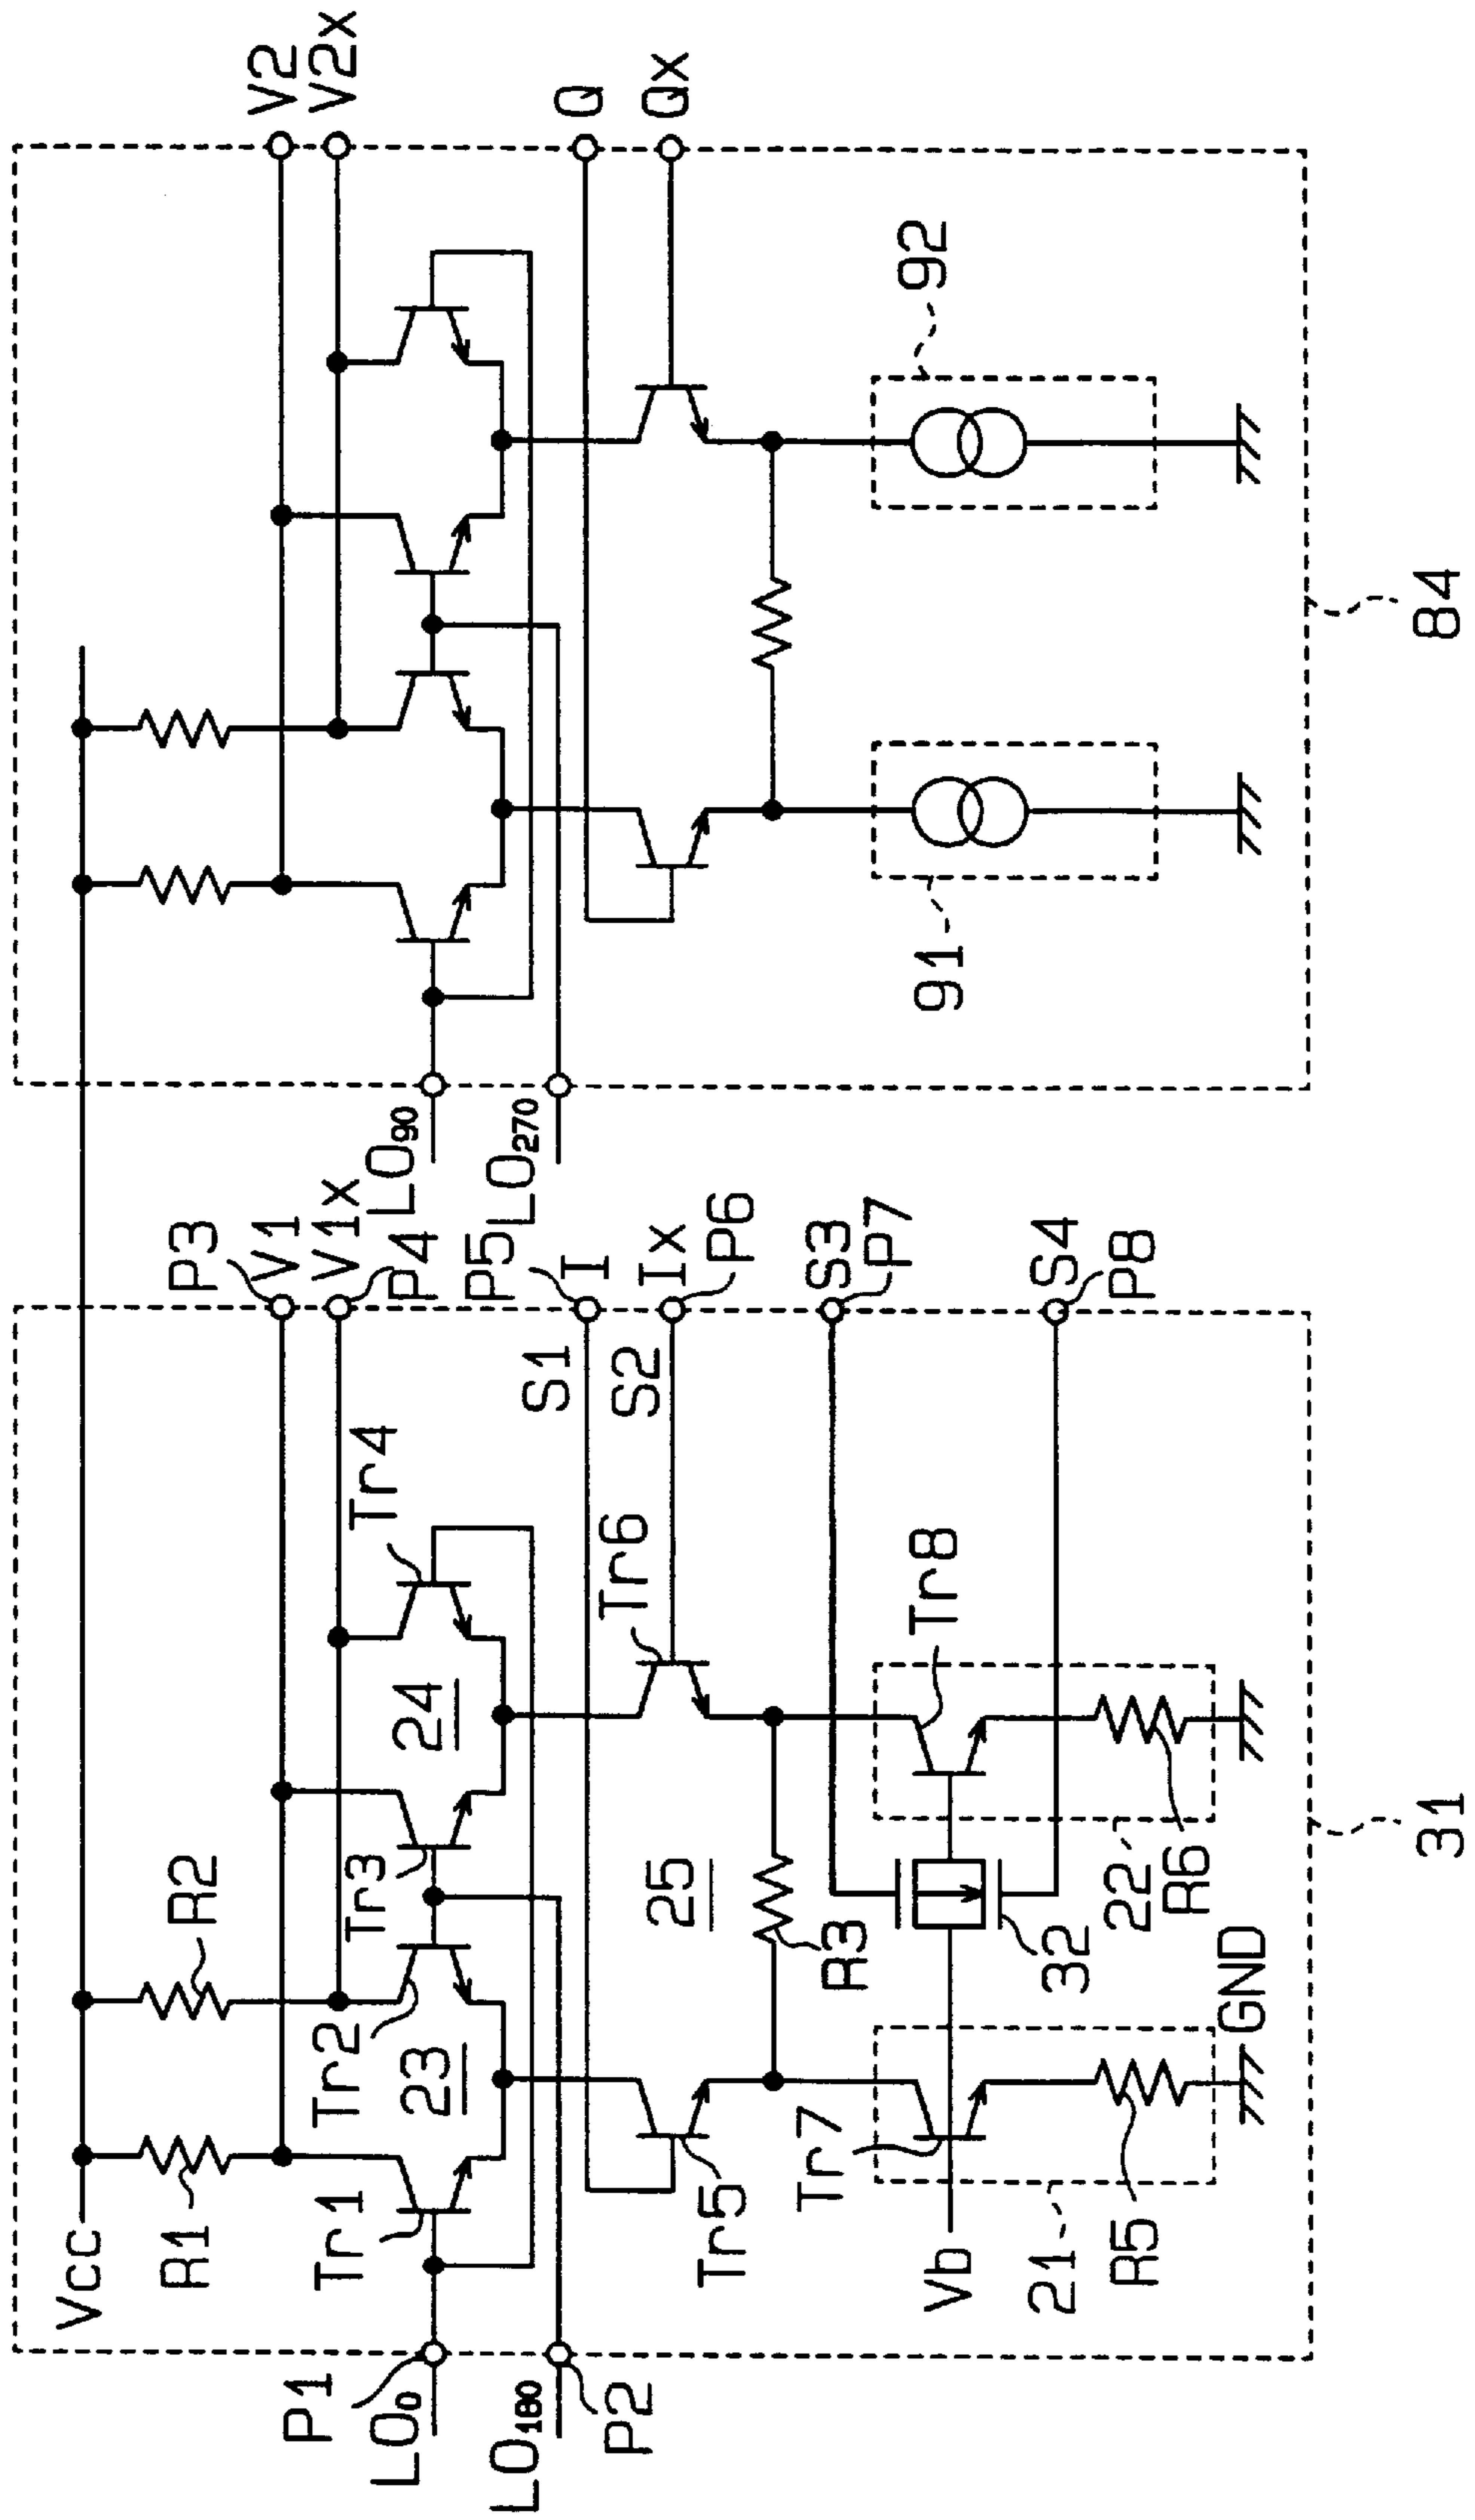 Vcc
R1
R2
P3
V1
V1x
P4
V2
V2x
P1
LO0
LO180
P2
Tr1
Tr2
23
Tr3
24
Tr4
LO90
LO270
P5
I
S1
S2
Ix
P6
Q
Qx
Tr5
25
R3
Tr6
S3
P7
S4
P8
Tr7
Vb
21
R5
GND
32
22
R6
Tr8
31
91
92
84